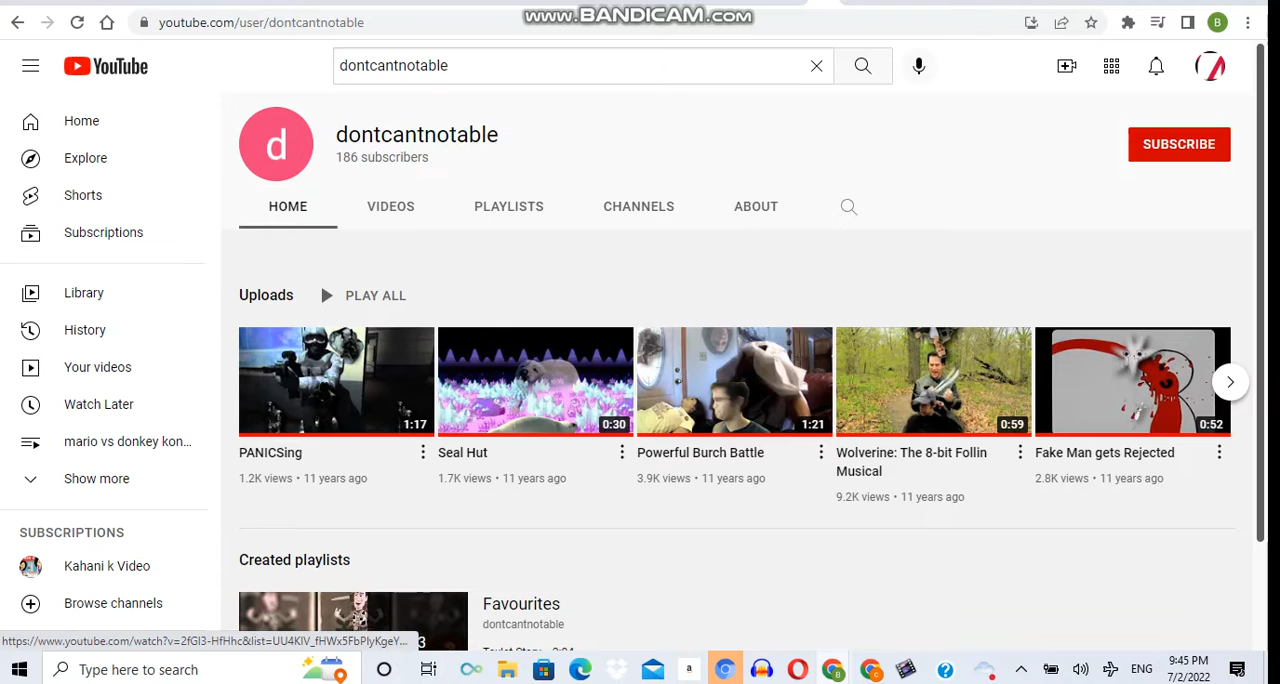 WWW.BANDICAM.COM
youtube.com/user/dontcantnotable
B
YouTube
dontcantnotable
Home
Explore
Shorts
Subscriptions
Library
History
Your videos
Watch Later
mario vs donkey kon...
Show more
SUBSCRIPTIONS
Kahani k Video
Browse channels
d
dontcantnotable
186 subscribers
SUBSCRIBE
HOME VIDEOS PLAYLISTS CHANNELS ABOUT
Uploads PLAY ALL
1:17
PANICSing
1.2K views • 11 years ago
0:30
Seal Hut
1.7K views • 11 years ago
1:21
Powerful Burch Battle
3.9K views • 11 years ago
0:59
Wolverine: The 8-bit Follin
Musical
9.2K views • 11 years ago
0:52
Fake Man gets Rejected
2.8K views • 11 years ago
Created playlists
3
Favourites
dontcantnotable
Type here to search
a
ENG
9:45 PM
7/2/2022